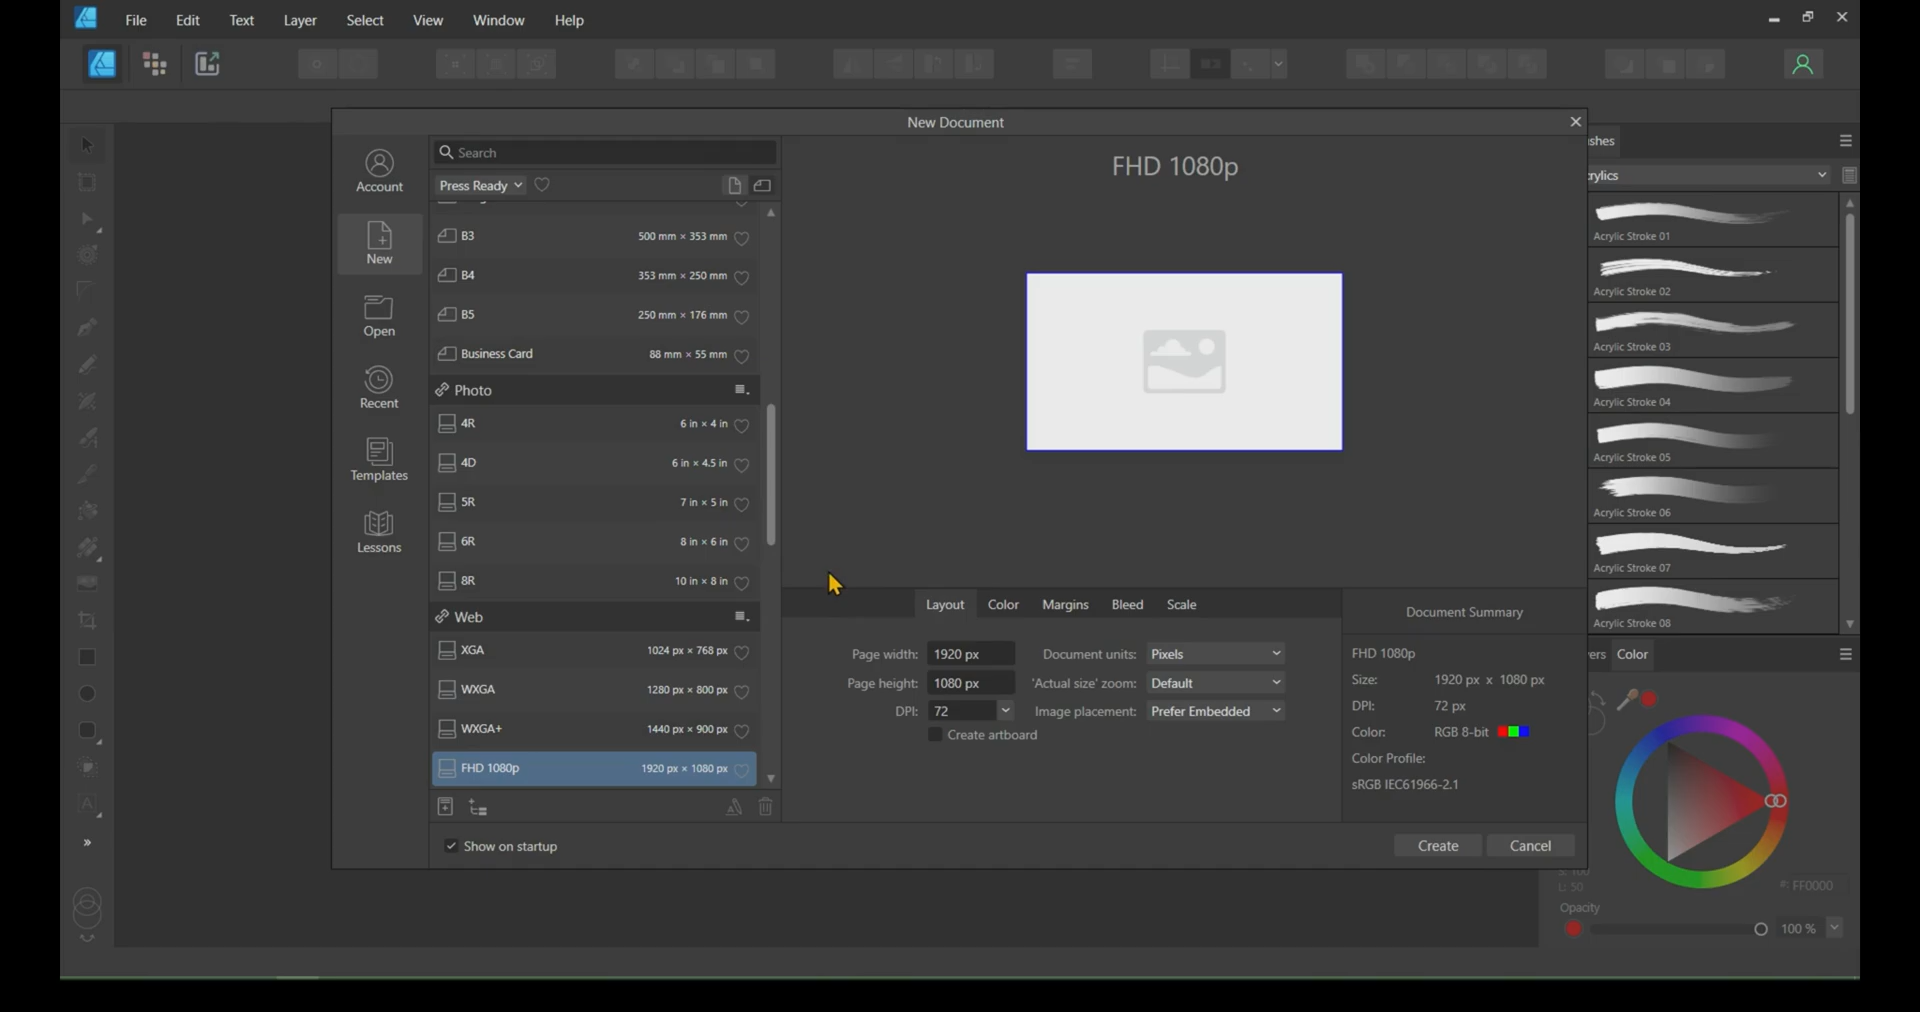 File Edit Text Layer Select View Window Help
New Document
shes
Account
New
Open
Recent
Templates
Lessons
Search
Press Ready
B3 500 mm × 353 mm
B4 353 mm × 250 mm
B5 250 mm × 176 mm
Business Card 88 mm × 55 mm
Photo
4R 6 in × 4 in
4D 6 in × 4.5 in
5R 7 in × 5 in
6R 8 in × 6 in
8R 10 in × 8 in
Web
XGA 1024 px × 768 px
WXGA 1280 px × 800 px
WXGA+ 1440 px × 900 px
FHD 1080p 1920 px × 1080 px
Show on startup
FHD 1080p
Layout Color Margins Bleed Scale
Page width: 1920 px Document units: Pixels
Page height: 1080 px 'Actual size' zoom: Default
DPI: 72 Image placement: Prefer Embedded
Create artboard
Document Summary
FHD 1080p
Size: 1920 px x 1080 px
DPI: 72 px
Color: RGB 8-bit
Color Profile:
sRGB IEC61966-2.1
Create Cancel
rylics
Acrylic Stroke 01
Acrylic Stroke 02
Acrylic Stroke 03
Acrylic Stroke 04
Acrylic Stroke 05
Acrylic Stroke 06
Acrylic Stroke 07
Acrylic Stroke 08
ers Color
S: 100
L: 50
#: FF0000
Opacity
100 %